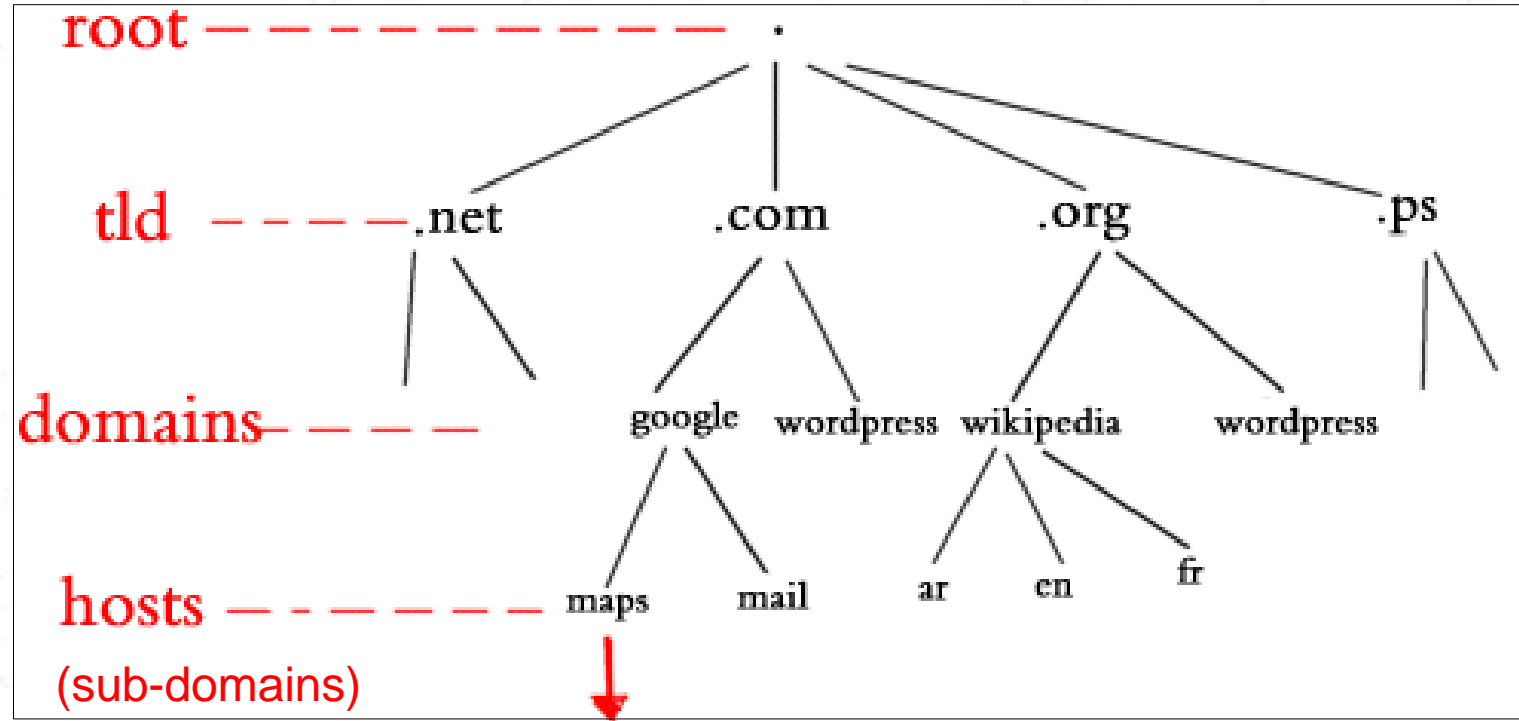 root .
tld .net .com .org .ps
domains google wordpress wikipedia wordpress
hosts maps mail ar en fr
(sub-domains)